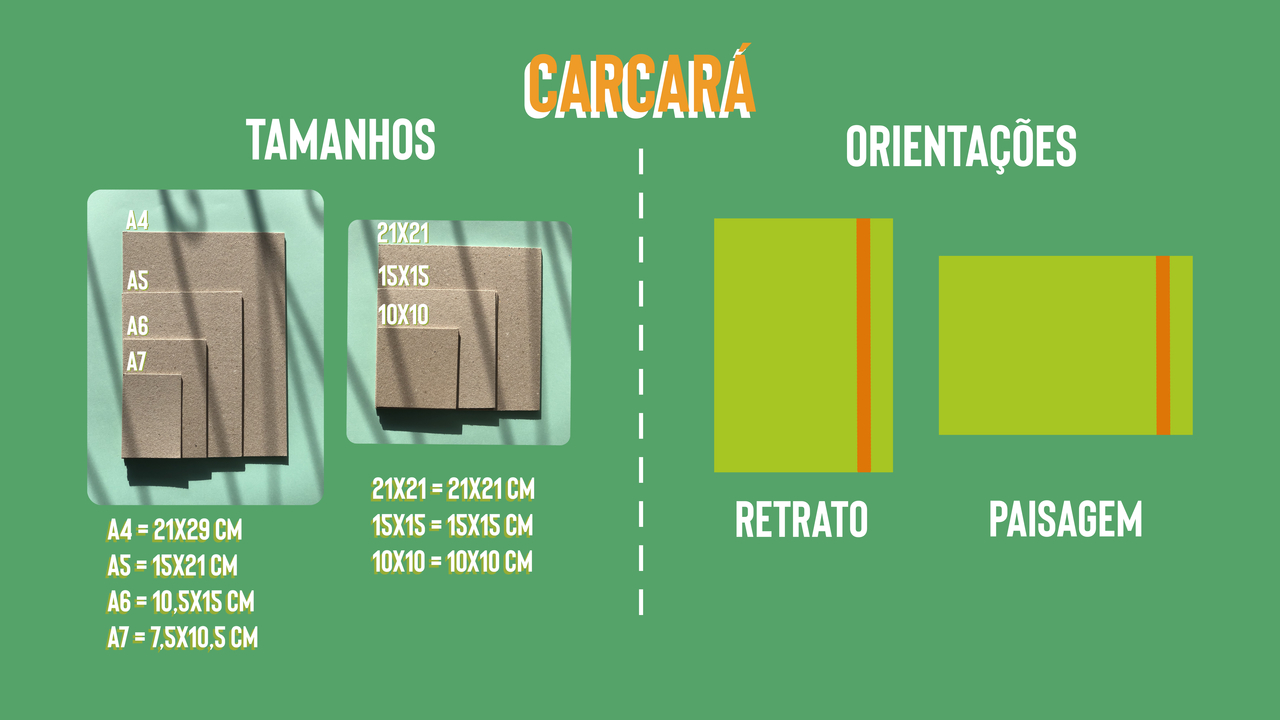 CARCARÁ
TAMANHOS
A4
A5
A6
A7
21X21
15X15
10X10
A4 = 21X29 CM
A5 = 15X21 CM
A6 = 10,5X15 CM
A7 = 7,5X10,5 CM
21X21 = 21X21 CM
15X15 = 15X15 CM
10X10 = 10X10 CM
ORIENTAÇÕES
RETRATO
PAISAGEM